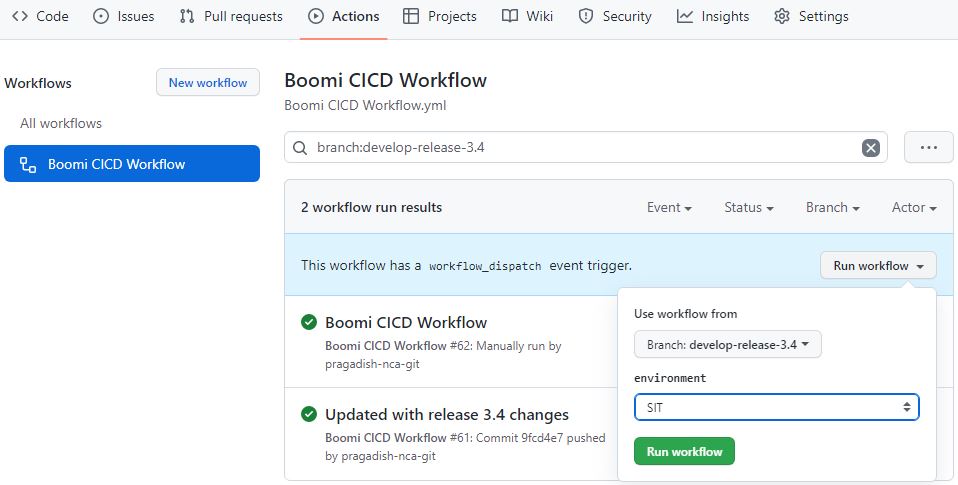 Code Issues Pull requests Actions Projects Wiki Security Insights Settings
Workflows New workflow
All workflows
Boomi CICD Workflow
Boomi CICD Workflow
Boomi CICD Workflow.yml
branch:develop-release-3.4
2 workflow run results Event Status Branch Actor
This workflow has a workflow_dispatch event trigger. Run workflow
Boomi CICD Workflow
Boomi CICD Workflow #62: Manually run by
pragadish-nca-git
Updated with release 3.4 changes
Boomi CICD Workflow #61: Commit 9fcd4e7 pushed
by pragadish-nca-git
Use workflow from
Branch: develop-release-3.4
environment
SIT
Run workflow